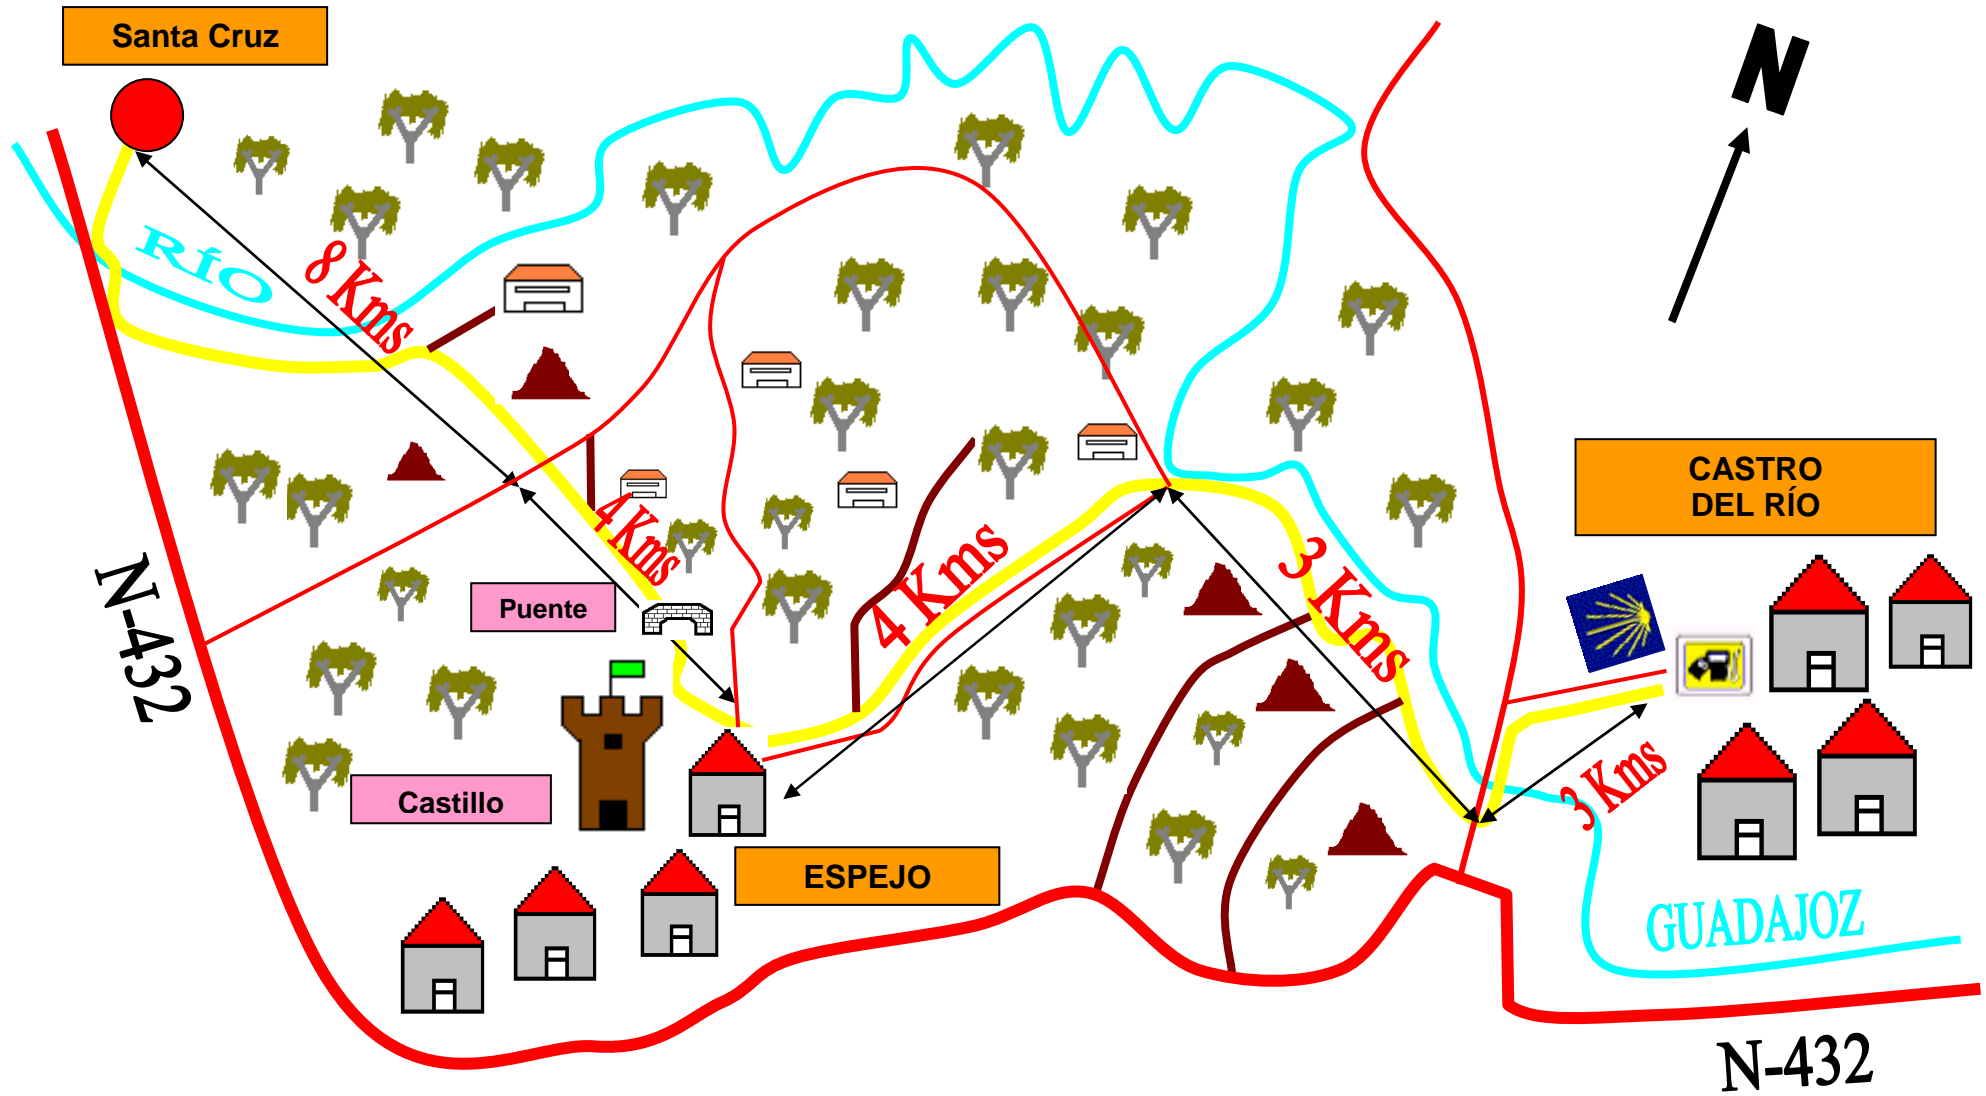 Santa Cruz
N
RÍO
8 Kms
CASTRO
DEL RÍO
4 Kms
4 Kms
3 Kms
N-432
Puente
Castillo
3 Kms
ESPEJO
GUADAJOZ
N-432